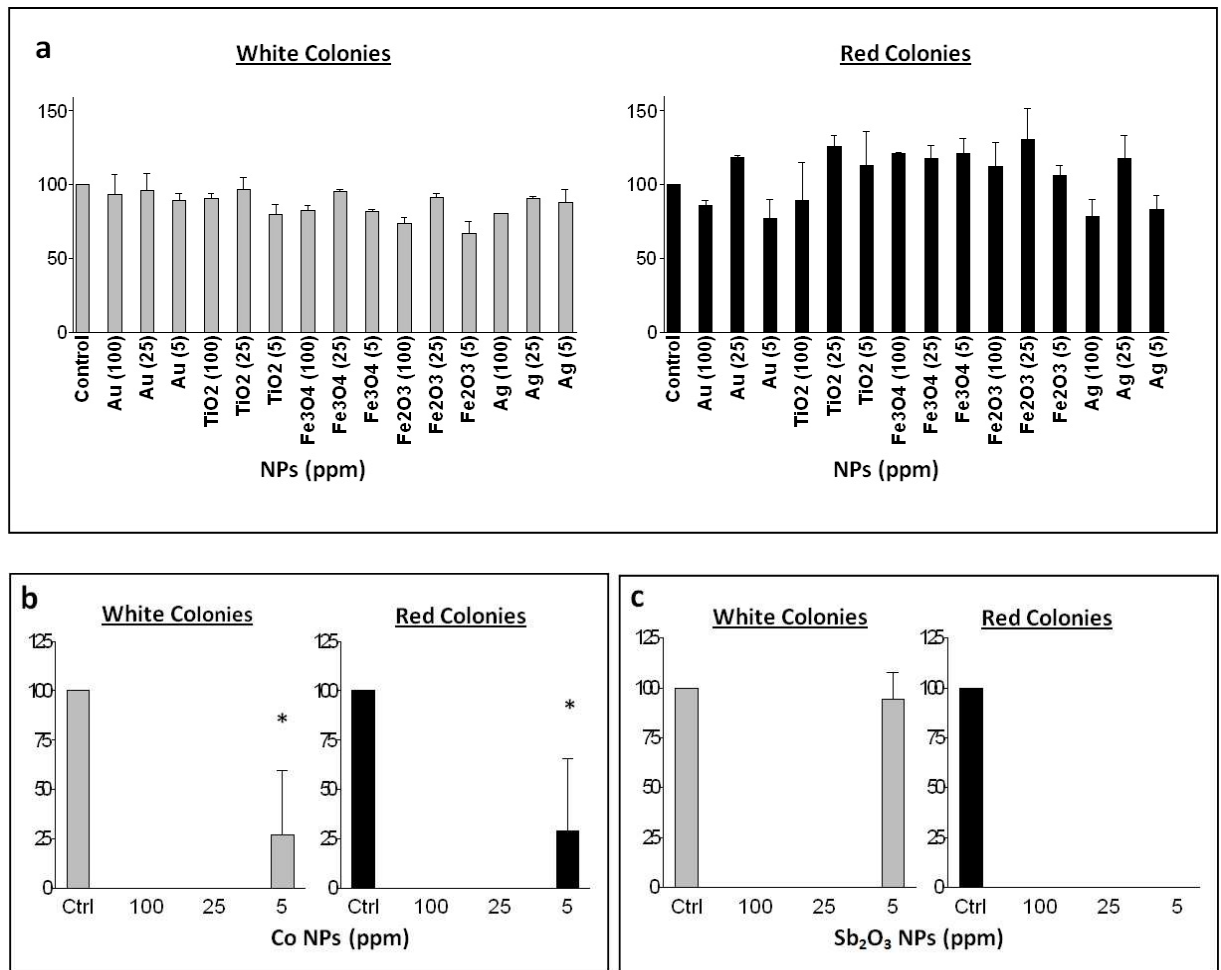 a
White Colonies
150
100
50
0
Control
Au (100)
Au (25)
Au (5)
TiO2 (100)
TiO2 (25)
TiO2 (5)
Fe3O4 (100)
Fe3O4 (25)
Fe3O4 (5)
Fe2O3 (100)
Fe2O3 (25)
Fe2O3 (5)
Ag (100)
Ag (25)
Ag (5)
NPs (ppm)
Red Colonies
150
100
50
0
Control
Au (100)
Au (25)
Au (5)
TiO2 (100)
TiO2 (25)
TiO2 (5)
Fe3O4 (100)
Fe3O4 (25)
Fe3O4 (5)
Fe2O3 (100)
Fe2O3 (25)
Fe2O3 (5)
Ag (100)
Ag (25)
Ag (5)
NPs (ppm)
b
White Colonies
125
100
75
50
25
0
*
Ctrl 100 25 5
Red Colonies
125
100
75
50
25
0
*
Ctrl 100 25 5
Co NPs (ppm)
c
White Colonies
125
100
75
50
25
0
Ctrl 100 25 5
Red Colonies
125
100
75
50
25
0
Ctrl 100 25 5
Sb₂O₃ NPs (ppm)